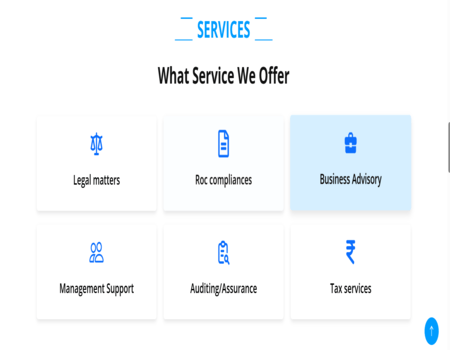 SERVICES
What Service We Offer
Legal matters
Roc compliances
Business Advisory
Management Support
Auditing/Assurance
Tax services